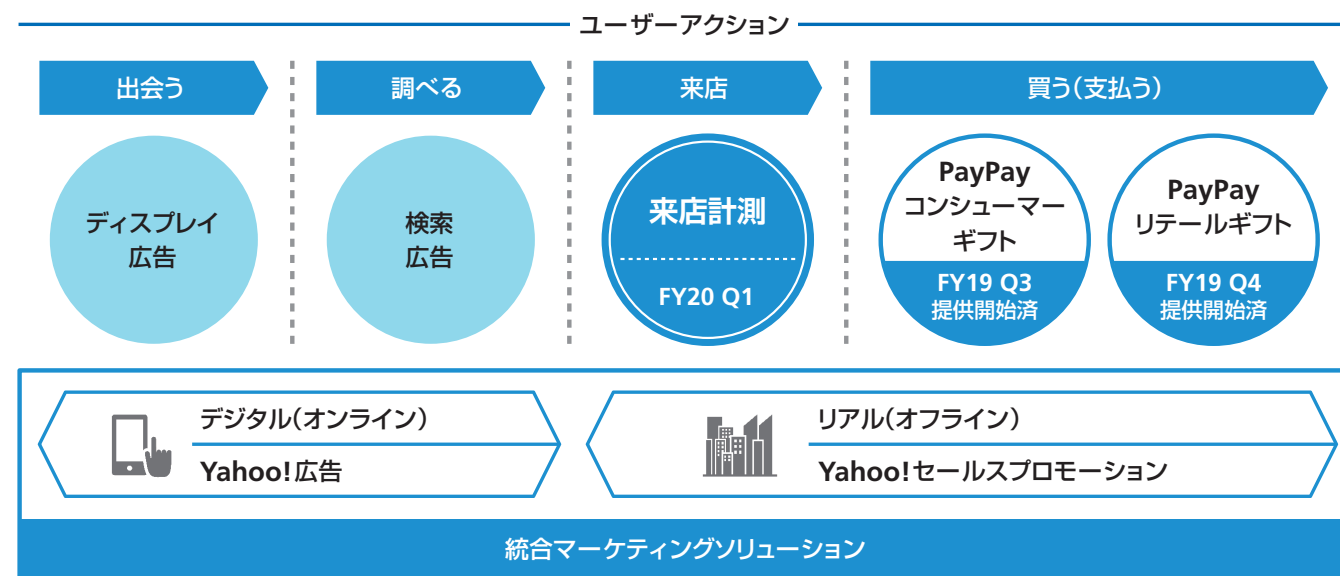 ユーザーアクション
出会う
調べる
来店
買う(支払う)
ディスプレイ
広告
検索
広告
来店計測
FY20 Q1
PayPay
コンシューマー
ギフト
FY19 Q3
提供開始済
PayPay
リテールギフト
FY19 Q4
提供開始済
デジタル(オンライン)
Yahoo!広告
リアル(オフライン)
Yahoo!セールスプロモーション
統合マーケティングソリューション